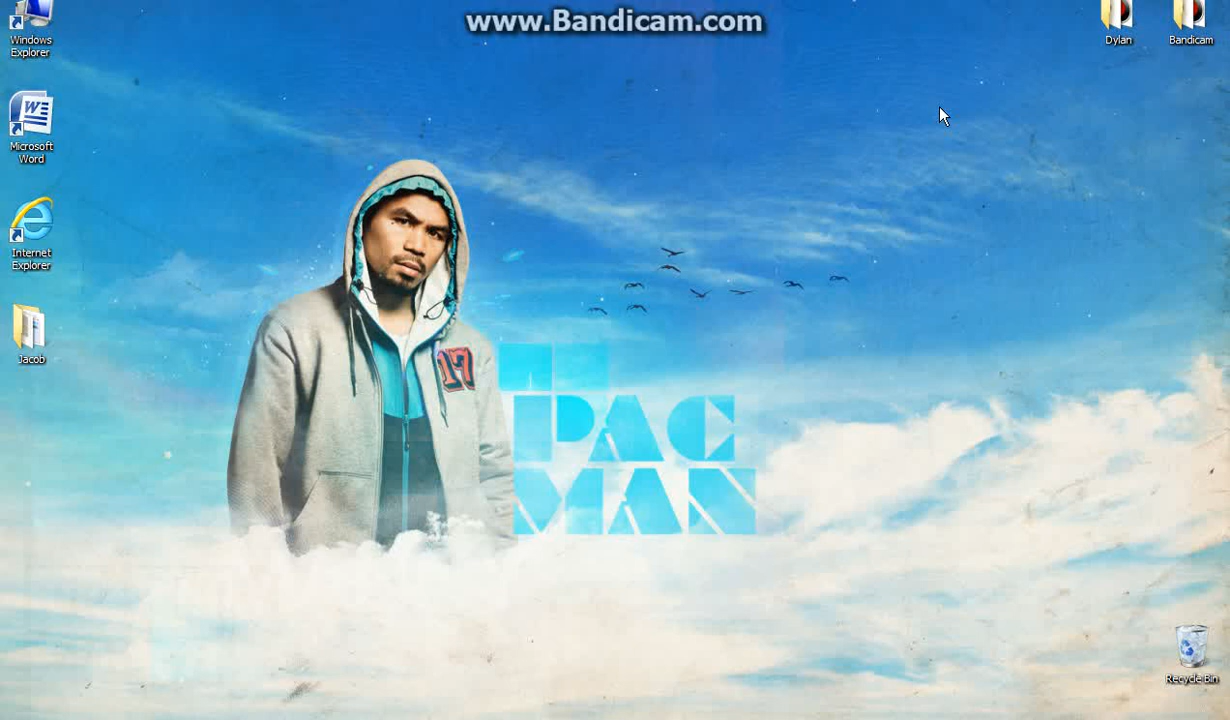 www.Bandicam.com
Windows
Explorer
Dylan
Bandicam
Microsoft
Word
Internet
Explorer
Jacob
17
PAC
MAN
Recycle Bin